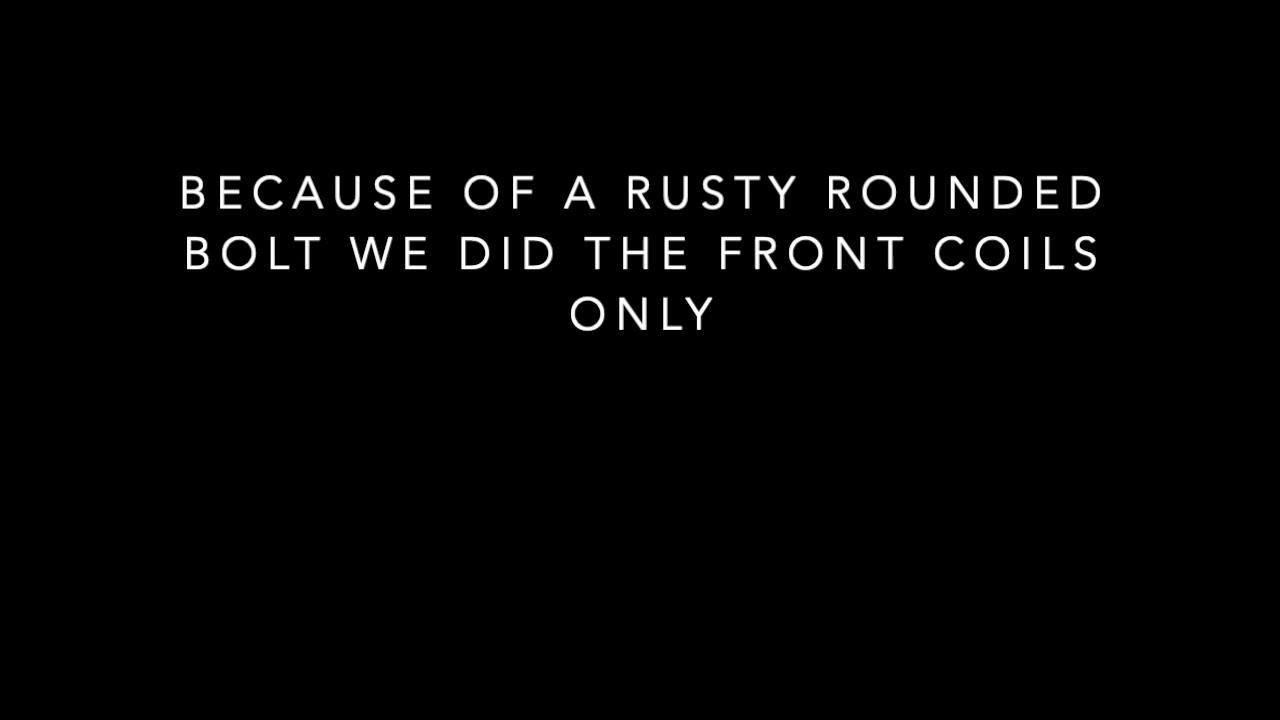 BECAUSE OF A RUSTY ROUNDED
BOLT WE DID THE FRONT COILS
ONLY